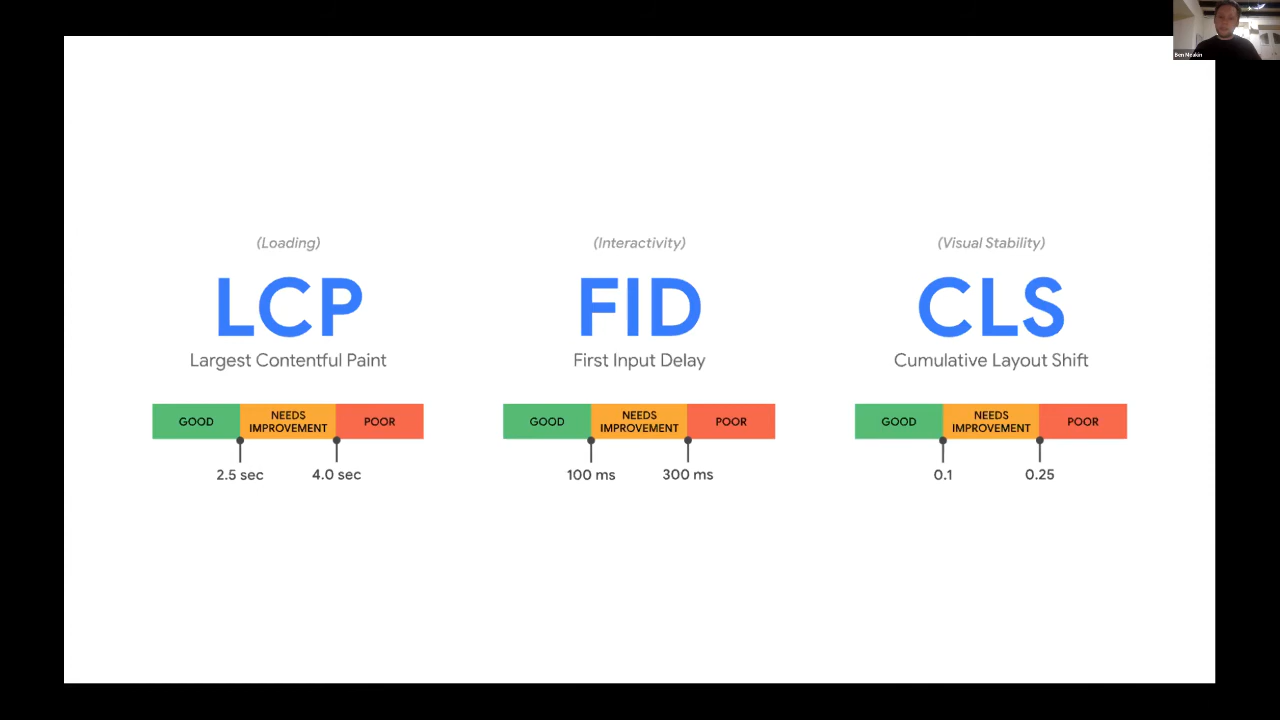 Ben Meakin
(Loading)
LCP
Largest Contentful Paint
GOOD
NEEDS
IMPROVEMENT
POOR
2.5 sec
4.0 sec
(Interactivity)
FID
First Input Delay
GOOD
NEEDS
IMPROVEMENT
POOR
100 ms
300 ms
(Visual Stability)
CLS
Cumulative Layout Shift
GOOD
NEEDS
IMPROVEMENT
POOR
0.1
0.25